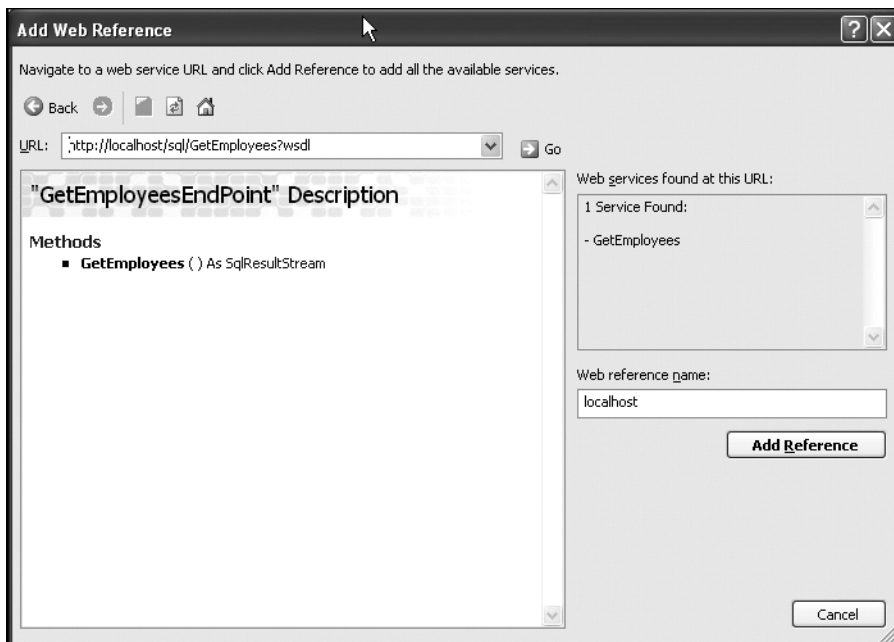 Add Web Reference
Navigate to a web service URL and click Add Reference to add all the available services.
Back
URL: http://localhost/sql/GetEmployees?wsdl
Go
"GetEmployeesEndPoint" Description
Methods
GetEmployees ( ) As SqlResultStream
Web services found at this URL:
1 Service Found:
- GetEmployees
Web reference name:
localhost
Add Reference
Cancel